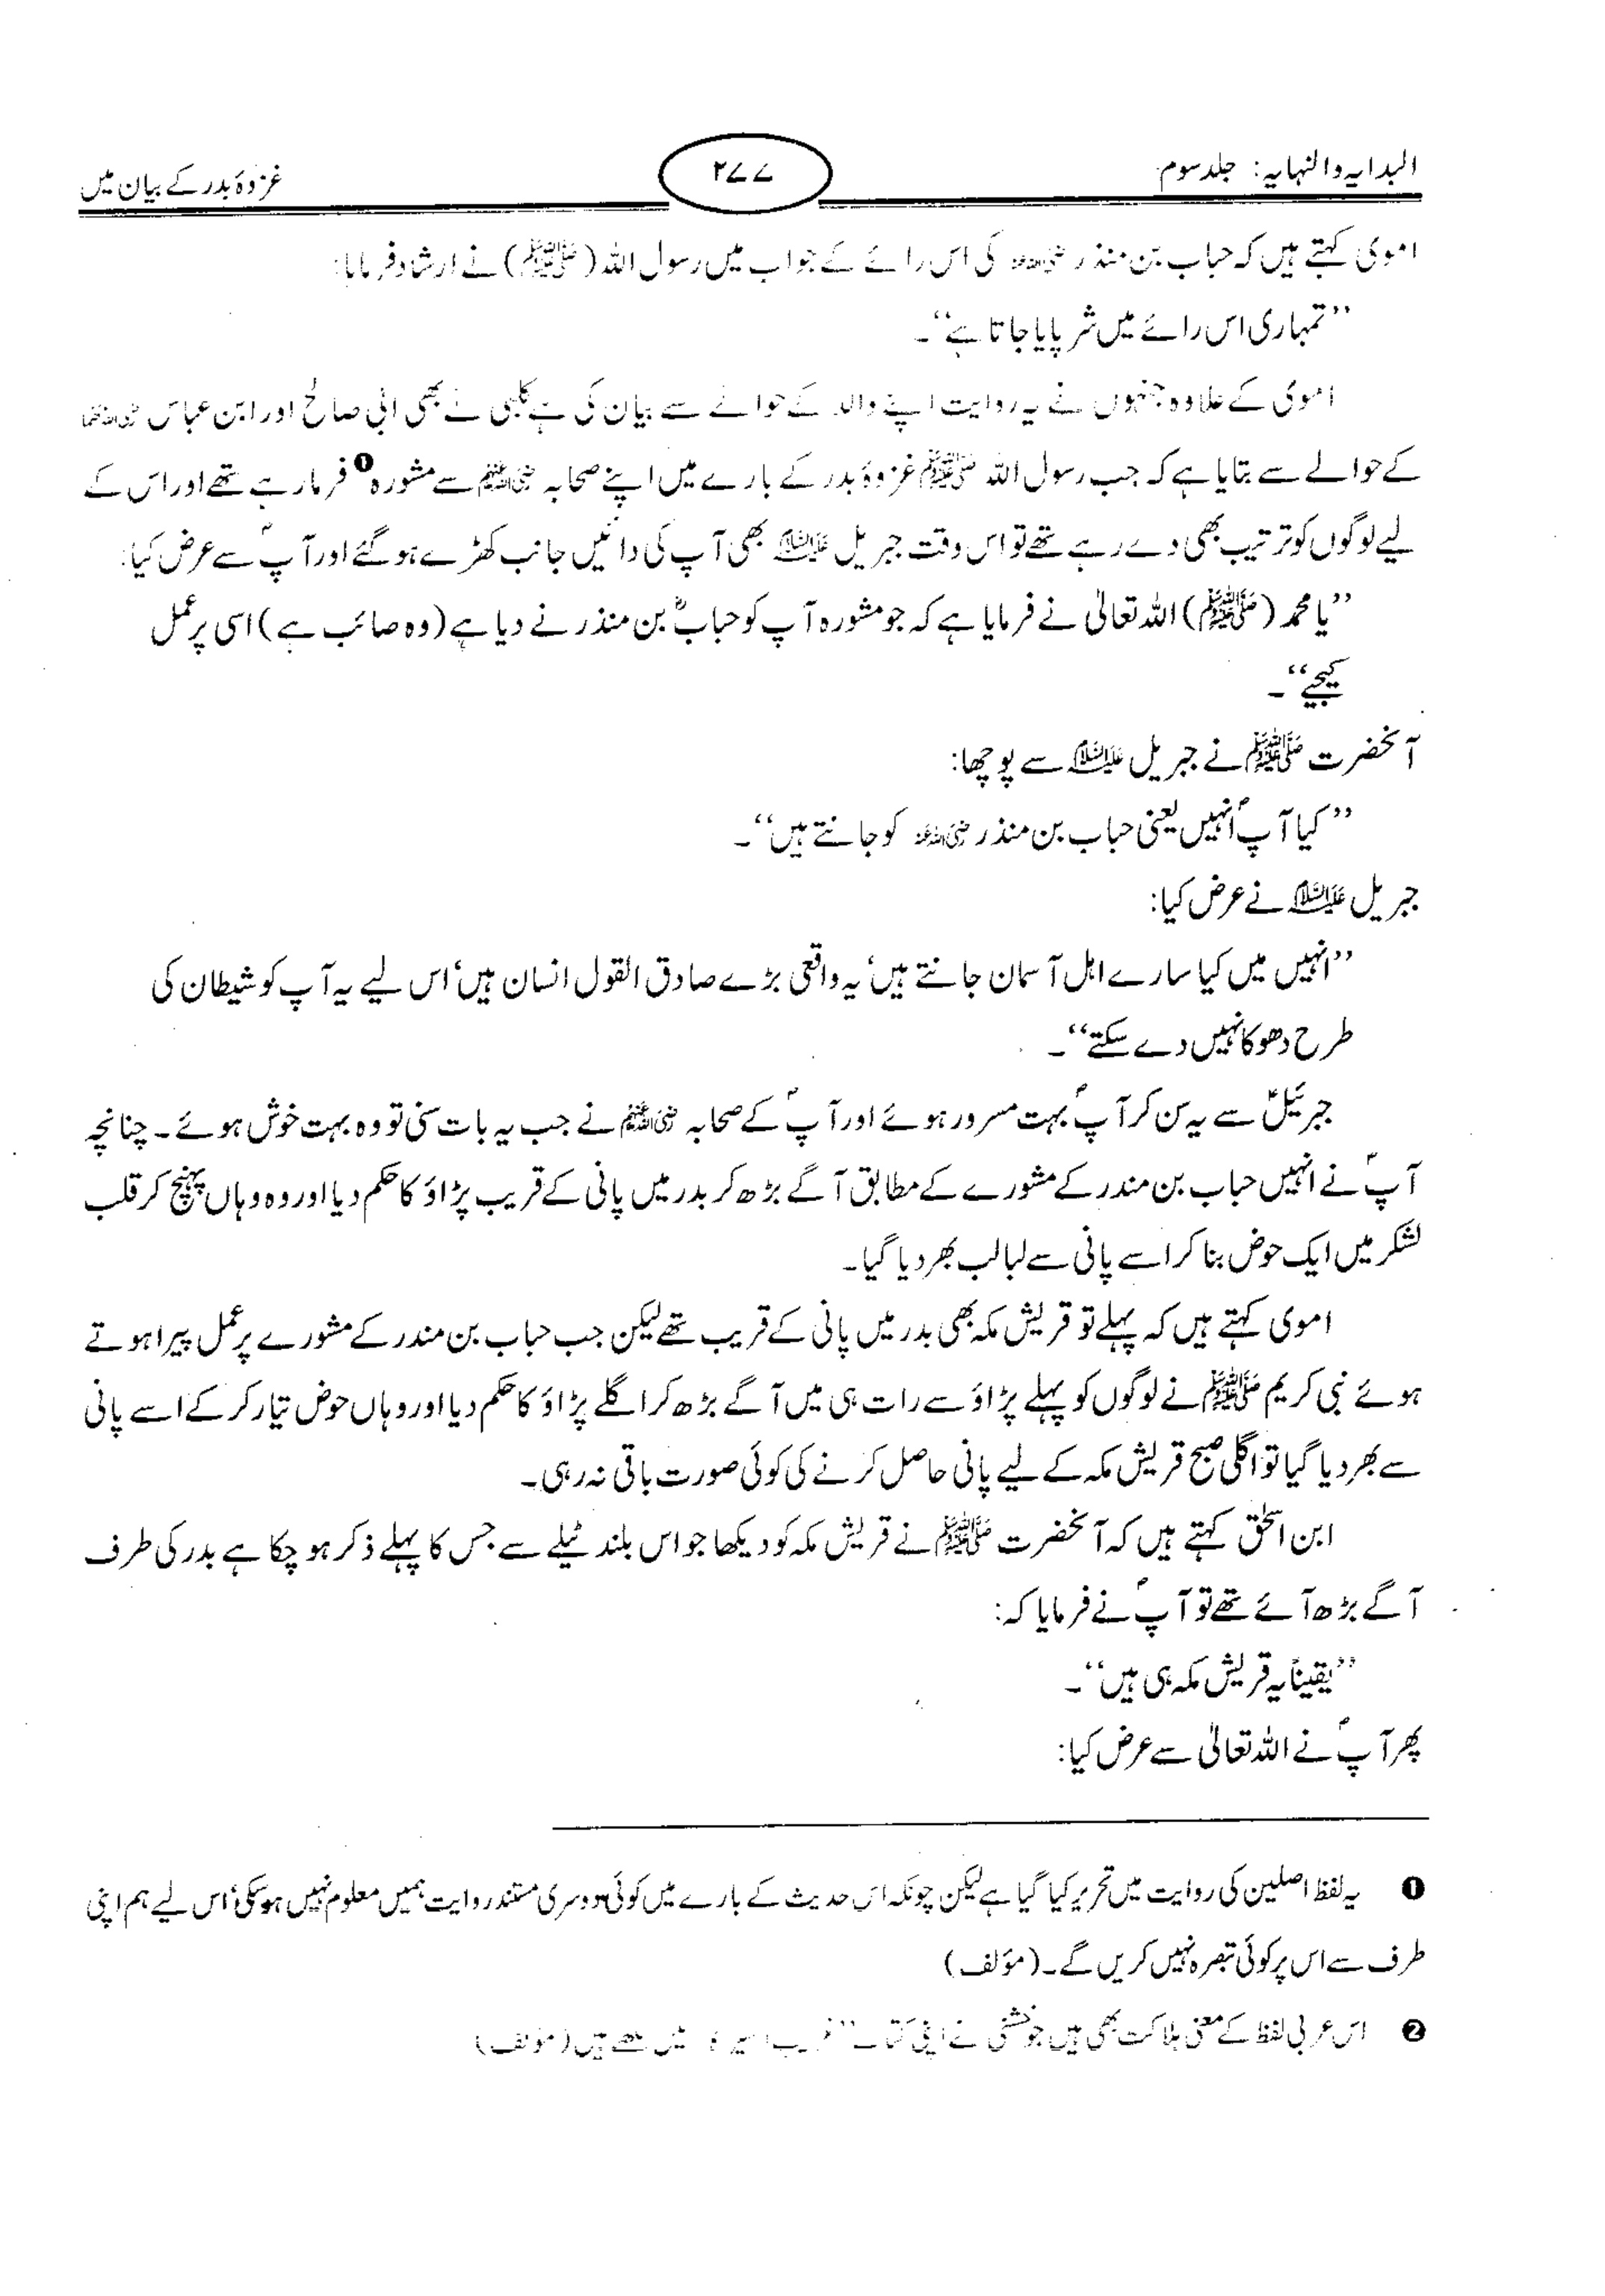 البدایہ والنہایہ: جلد سوم
۲۷۷
غزوۂ بدر کے بیان میں
اموی کہتے ہیں کہ حباب بن منذر رضی اللہ عنہ کی اس رائے کے جواب میں رسول اللہ (ﷺ) نے ارشاد فرمایا:
’’تمہاری اس رائے میں شر پایا جاتا ہے‘‘۔
اموی کے علاوہ جنہوں نے یہ روایت اپنے والد کے حوالے سے بیان کی ہے کلبی نے بھی ابی صالح اور ابن عباس رضی اللہ عنہما
کے حوالے سے بتایا ہے کہ جب رسول اللہ ﷺ غزوۂ بدر کے بارے میں اپنے صحابہ رضی اللہ عنہم سے مشورہ❶ فرما رہے تھے اور اس کے
لیے لوگوں کو ترتیب بھی دے رہے تھے تو اس وقت جبریل علیہ السلام بھی آپ کی دائیں جانب کھڑے ہو گئے اور آپؐ سے عرض کیا:
’’یا محمد (ﷺ) اللہ تعالیٰ نے فرمایا ہے کہ جو مشورہ آپ کو حبابؓ بن منذر نے دیا ہے (وہ صائب ہے) اسی پر عمل
کیجیے‘‘۔
آنحضرت ﷺ نے جبریل علیہ السلام سے پوچھا:
’’کیا آپؐ انہیں یعنی حباب بن منذر رضی اللہ عنہ کو جانتے ہیں‘‘۔
جبریل علیہ السلام نے عرض کیا:
’’انہیں میں کیا سارے اہل آسمان جانتے ہیں‘ یہ واقعی بڑے صادق القول انسان ہیں‘ اس لیے یہ آپ کو شیطان کی
طرح دھوکا نہیں دے سکتے‘‘۔
جبرئیلؑ سے یہ سن کر آپؐ بہت مسرور ہوئے اور آپؐ کے صحابہ رضی اللہ عنہم نے جب یہ بات سنی تو وہ بہت خوش ہوئے۔ چنانچہ
آپؐ نے انہیں حباب بن مندر کے مشورے کے مطابق آگے بڑھ کر بدر میں پانی کے قریب پڑاؤ کا حکم دیا اور وہ وہاں پہنچ کر قلب
لشکر میں ایک حوض بنا کر اسے پانی سے لبالب بھر دیا گیا۔
اموی کہتے ہیں کہ پہلے تو قریش مکہ بھی بدر میں پانی کے قریب تھے لیکن جب حباب بن مندر کے مشورے پر عمل پیرا ہوتے
ہوئے نبی کریم ﷺ نے لوگوں کو پہلے پڑاؤ سے رات ہی میں آگے بڑھ کر اگلے پڑاؤ کا حکم دیا اور وہاں حوض تیار کر کے اسے پانی
سے بھر دیا گیا تو اگلی صبح قریش مکہ کے لیے پانی حاصل کرنے کی کوئی صورت باقی نہ رہی۔
ابن اسحٰق کہتے ہیں کہ آنحضرت ﷺ نے قریش مکہ کو دیکھا جو اس بلند ٹیلے سے جس کا پہلے ذکر ہو چکا ہے بدر کی طرف
آگے بڑھ آئے تھے تو آپؐ نے فرمایا کہ:
’’یقیناً یہ قریش مکہ ہی ہیں‘‘۔
پھر آپؐ نے اللہ تعالیٰ سے عرض کیا:
❶ یہ لفظ اصلین کی روایت میں تحریر کیا گیا ہے لیکن چونکہ اس حدیث کے بارے میں کوئی دوسری مستند روایت ہمیں معلوم نہیں ہو سکی‘ اس لیے ہم اپنی
طرف سے اس پر کوئی تبصرہ نہیں کریں گے۔ (مؤلف)
❷ اس عربی لفظ کے معنی ہلاکت بھی ہیں جو خشنی نے اپنی کتاب میں ہیں (مؤلف)